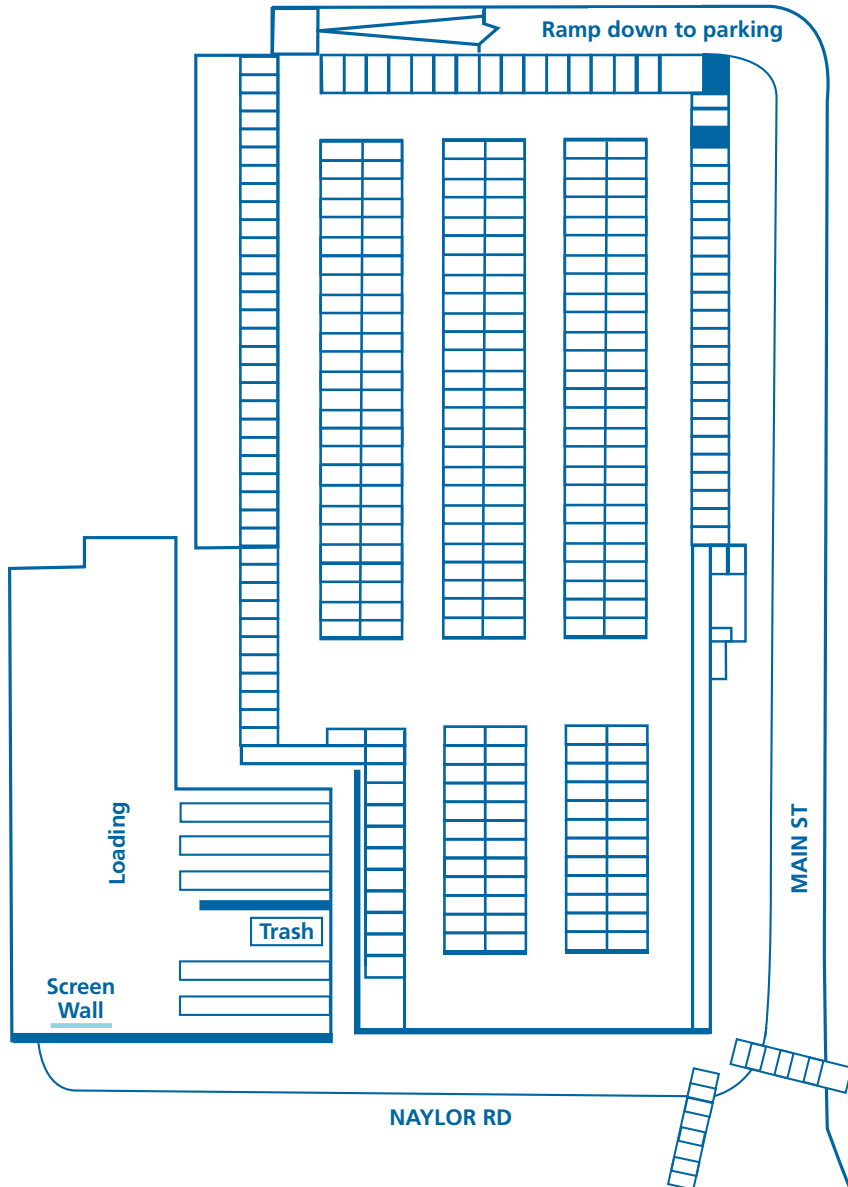 Ramp down to parking
Loading
MAIN ST
Trash
Screen
Wall
NAYLOR RD